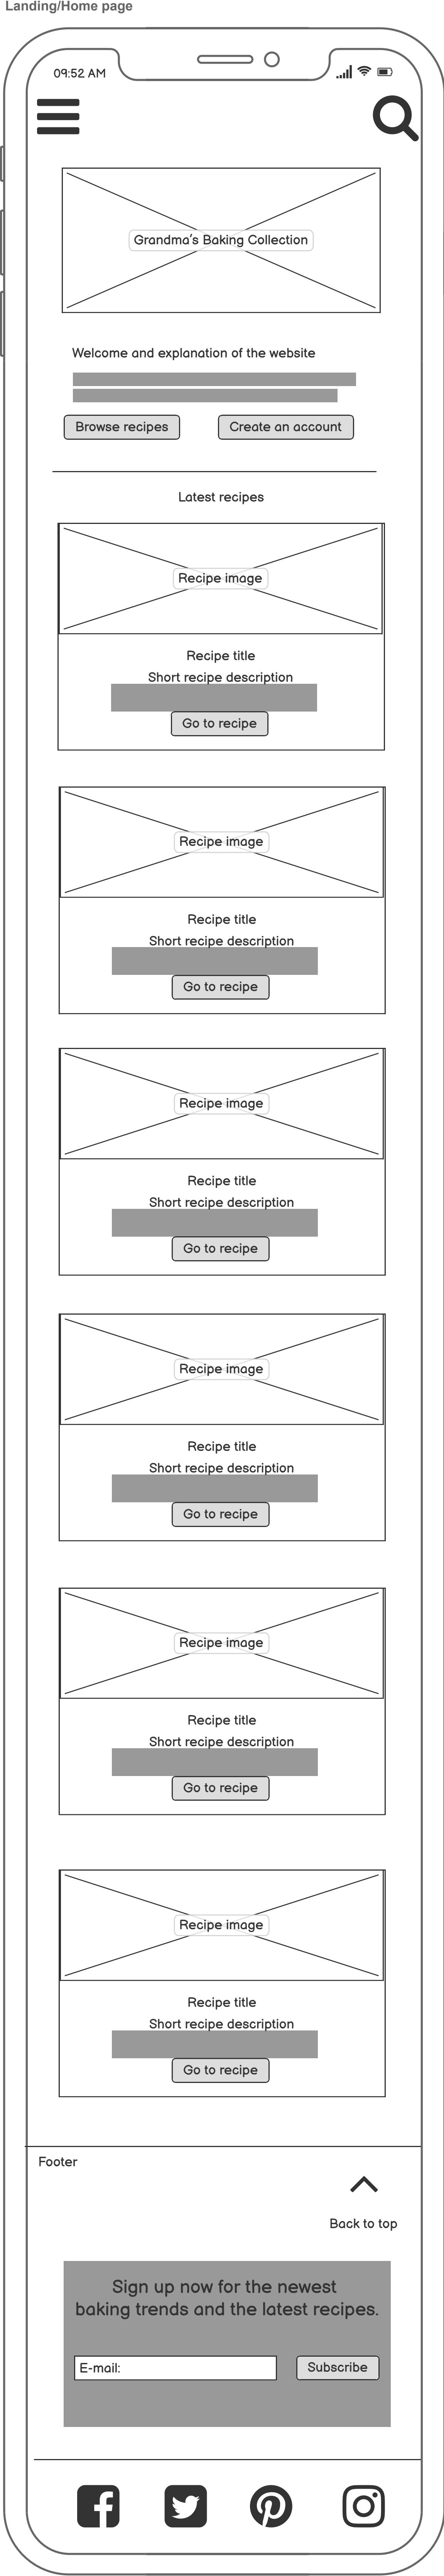 Landing/Home page
09:52 AM
Grandma's Baking Collection
Welcome and explanation of the website
Browse recipes
Create an account
Latest recipes
Recipe image
Recipe title
Short recipe description
Go to recipe
Recipe image
Recipe title
Short recipe description
Go to recipe
Recipe image
Recipe title
Short recipe description
Go to recipe
Recipe image
Recipe title
Short recipe description
Go to recipe
Recipe image
Recipe title
Short recipe description
Go to recipe
Recipe image
Recipe title
Short recipe description
Go to recipe
Footer
Back to top
Sign up now for the newest
baking trends and the latest recipes.
E-mail:
Subscribe